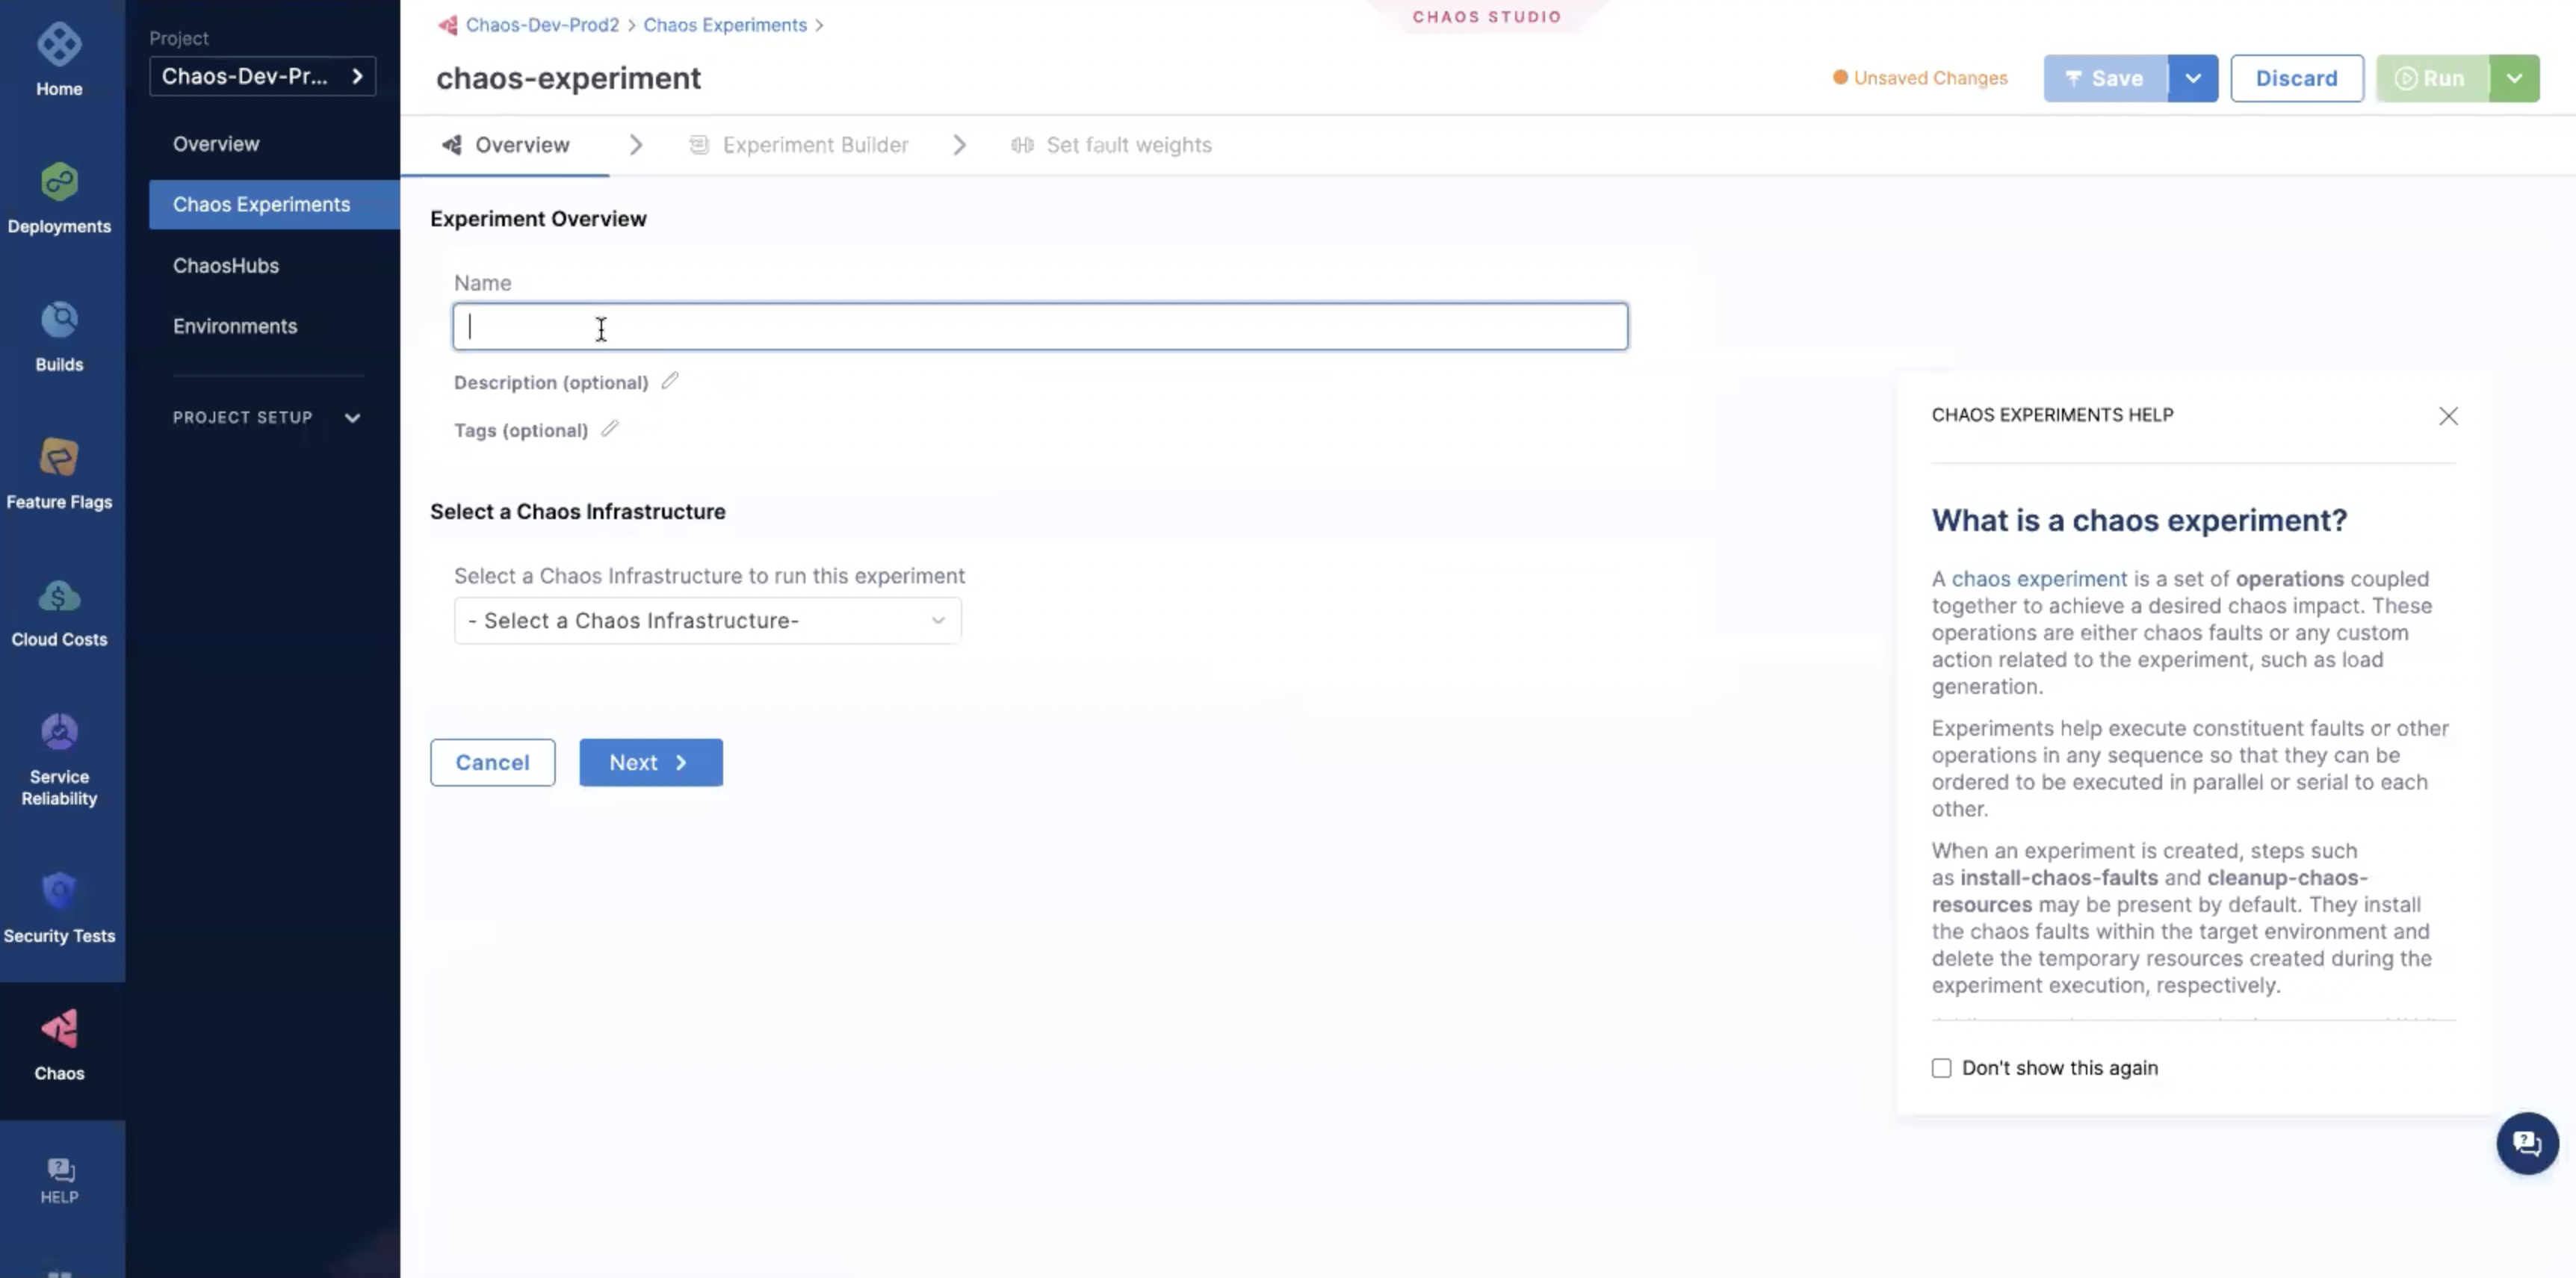 Home
Deployments
Builds
Feature Flags
Cloud Costs
Service
Reliability
Security Tests
Chaos
HELP
Project
Chaos-Dev-Pr...
Overview
Chaos Experiments
ChaosHubs
Environments
PROJECT SETUP
Chaos-Dev-Prod2 > Chaos Experiments >
CHAOS STUDIO
chaos-experiment
Unsaved Changes
Save
Discard
Run
Overview
Experiment Builder
Set fault weights
Experiment Overview
Name
Description (optional)
Tags (optional)
Select a Chaos Infrastructure
Select a Chaos Infrastructure to run this experiment
- Select a Chaos Infrastructure-
Cancel
Next
CHAOS EXPERIMENTS HELP
What is a chaos experiment?
A chaos experiment is a set of operations coupled
together to achieve a desired chaos impact. These
operations are either chaos faults or any custom
action related to the experiment, such as load
generation.
Experiments help execute constituent faults or other
operations in any sequence so that they can be
ordered to be executed in parallel or serial to each
other.
When an experiment is created, steps such
as install-chaos-faults and cleanup-chaos-
resources may be present by default. They install
the chaos faults within the target environment and
delete the temporary resources created during the
experiment execution, respectively.
Don't show this again